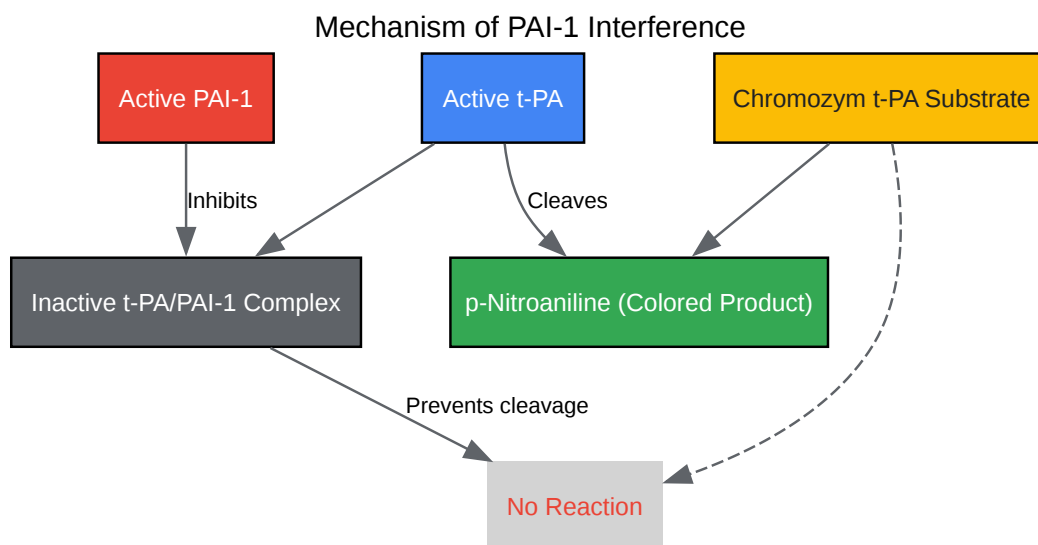 Mechanism of PAI-1 Interference
Active PAI-1
Active t-PA
Chromozym t-PA Substrate
Inhibits
Cleaves
Inactive t-PA/PAI-1 Complex
p-Nitroaniline (Colored Product)
Prevents cleavage
No Reaction